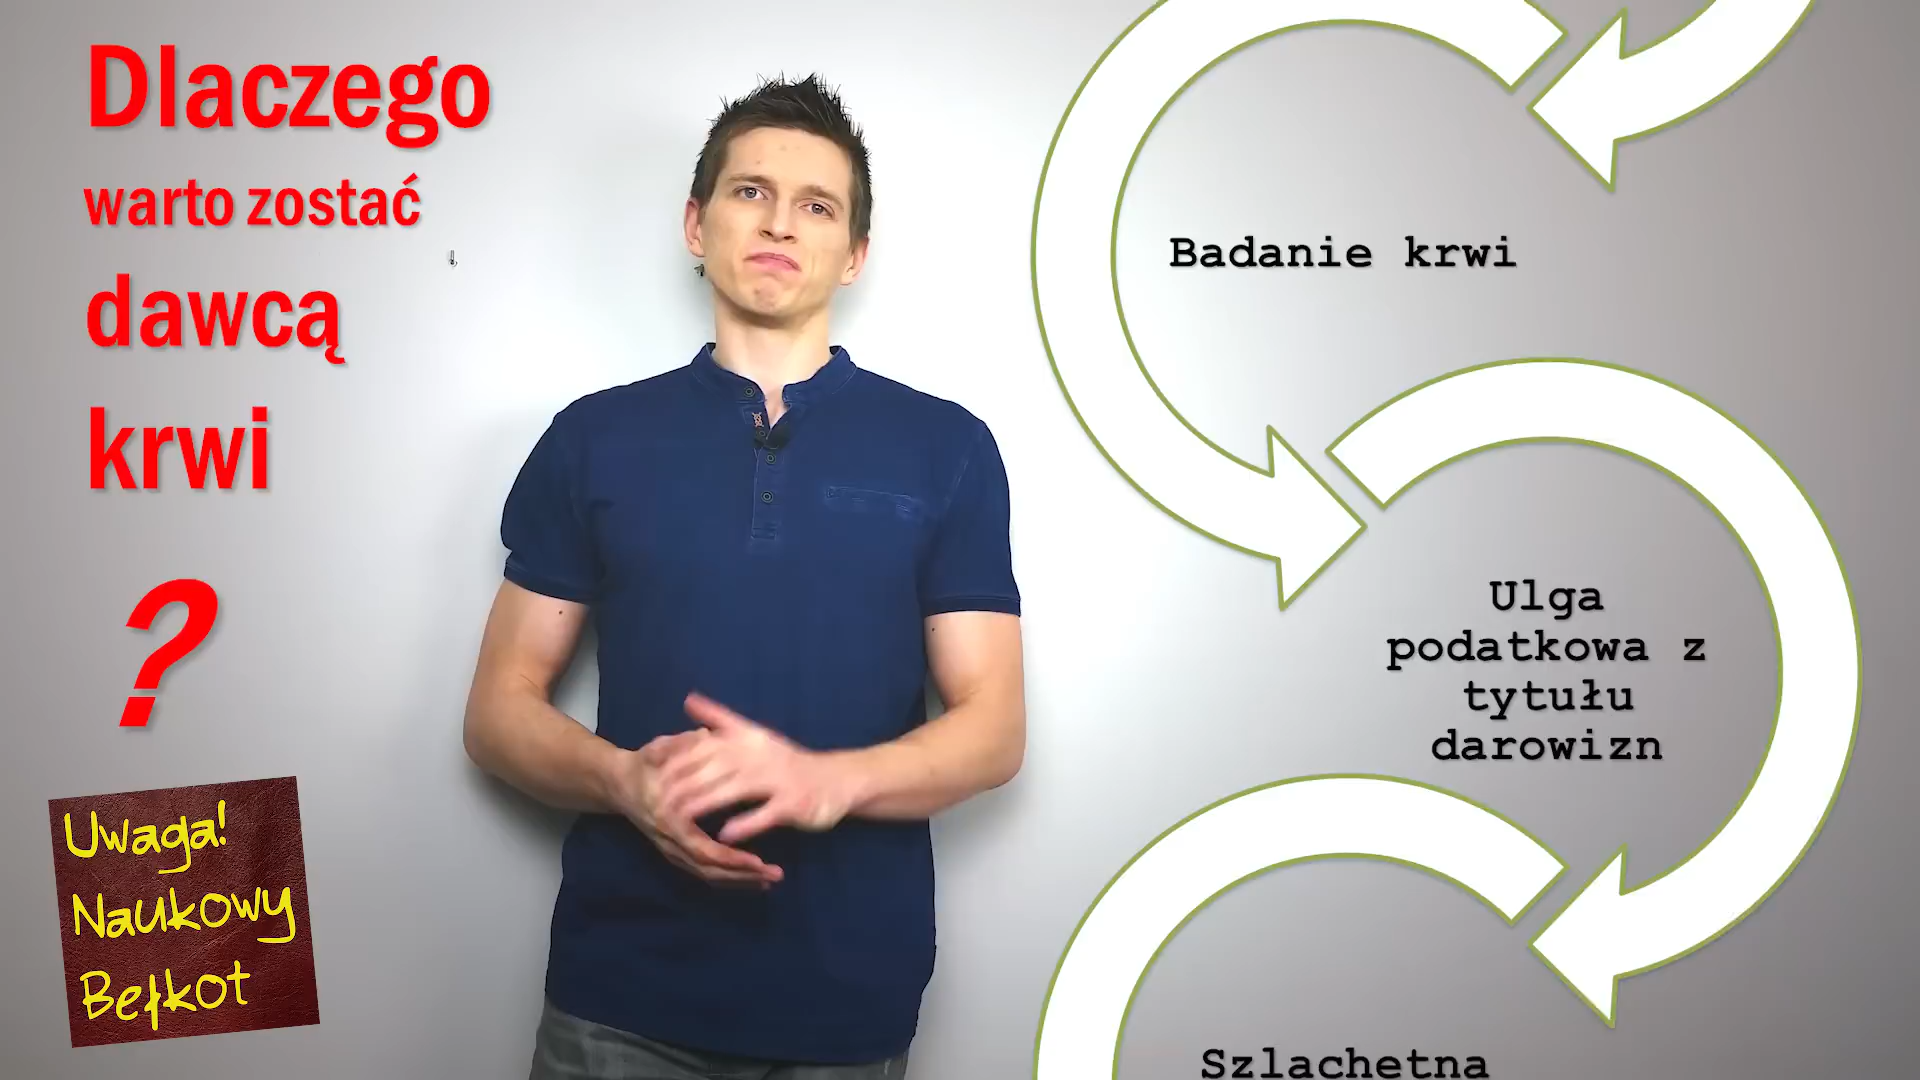 Dlaczego
warto zostać
dawcą
krwi
?
Uwaga!
Naukowy
Bełkot
Badanie krwi
Ulga
podatkowa z
tytułu
darowizn
Szlachetna